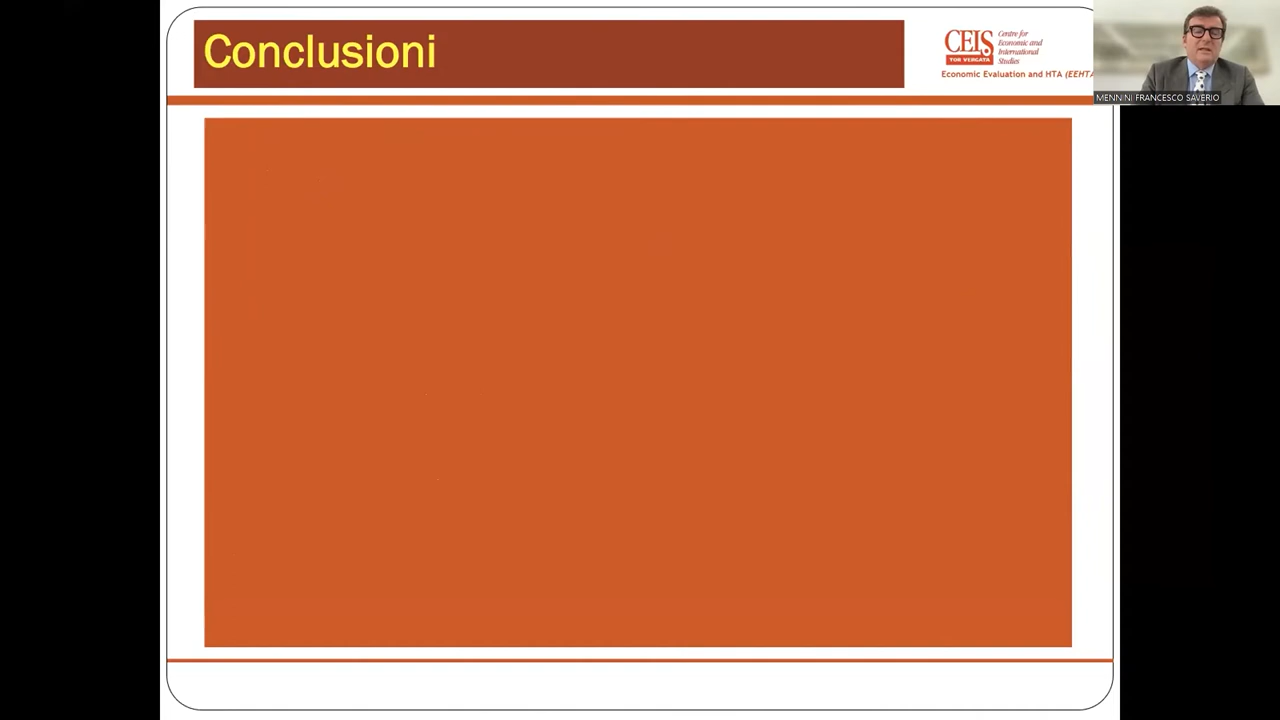 Conclusioni
CEIS
TOR VERGATA
Centre for
Economic and
International
Studies
Economic Evaluation and HTA (EEHTA
MENNINI FRANCESCO SAVERIO